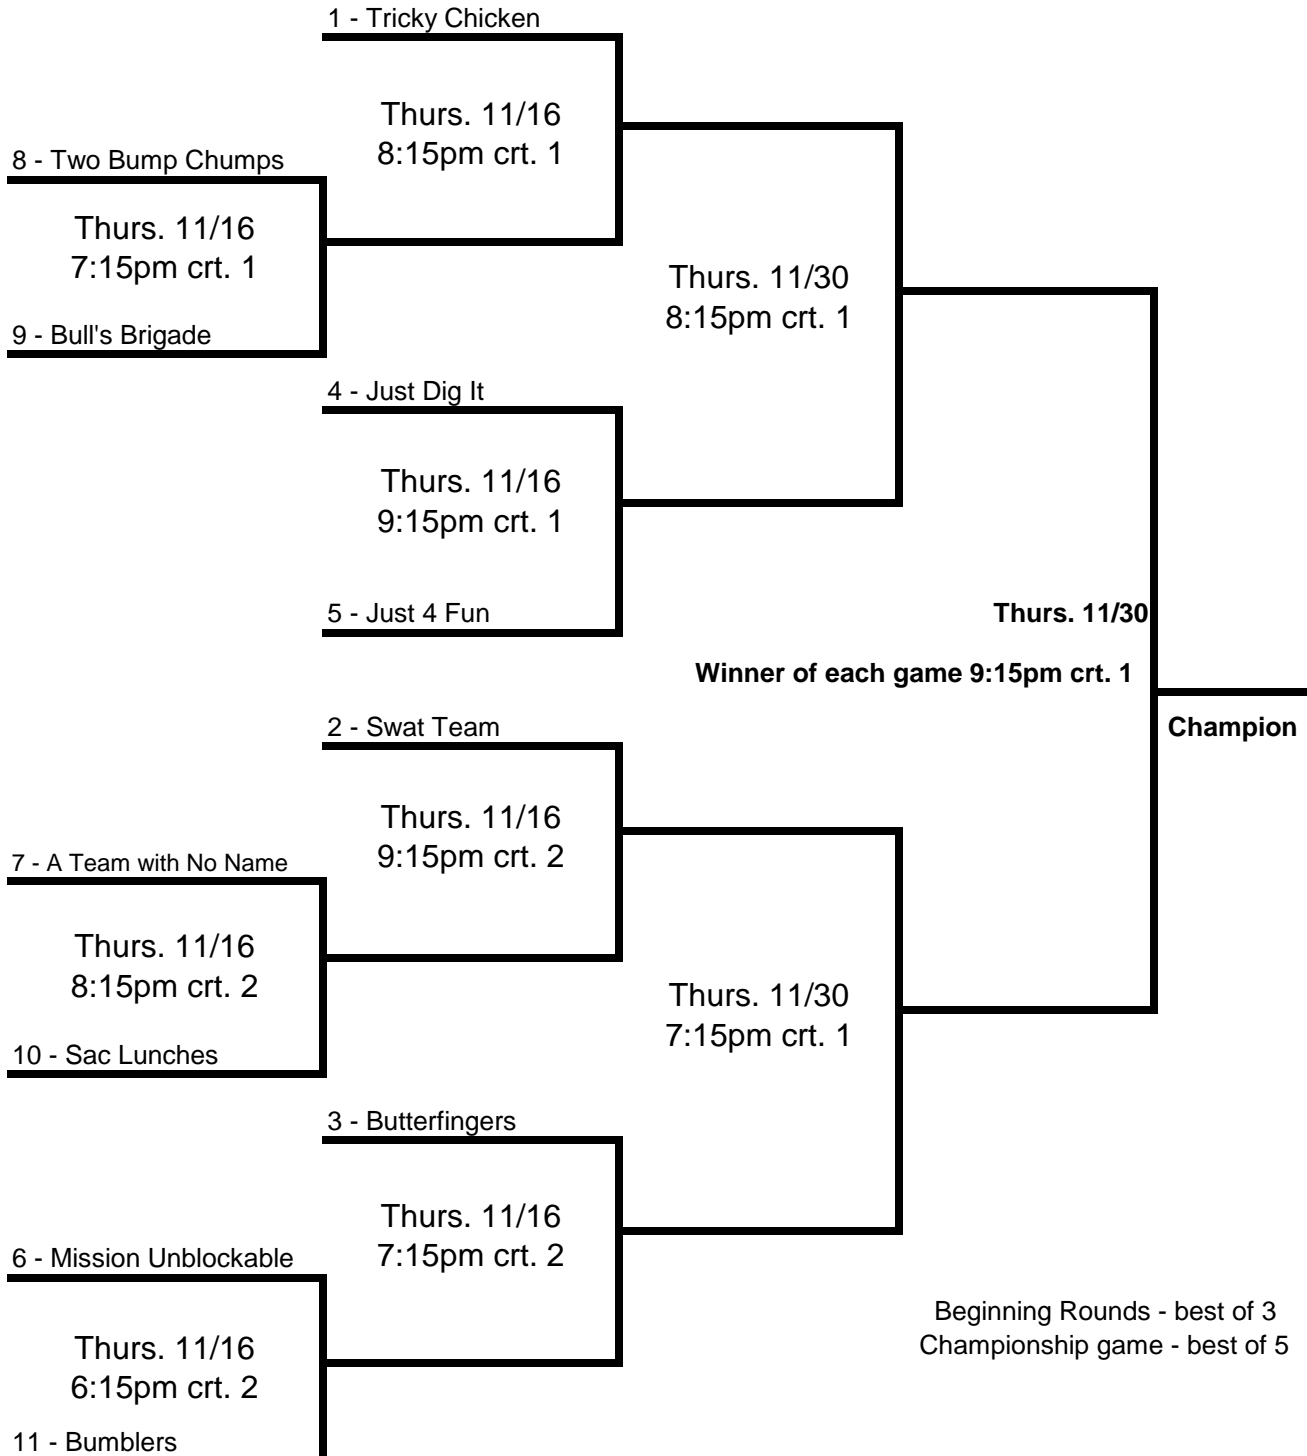 1 - Tricky Chicken
Thurs. 11/16
8:15pm crt. 1
8 - Two Bump Chumps
Thurs. 11/16
7:15pm crt. 1
9 - Bull's Brigade
Thurs. 11/30
8:15pm crt. 1
4 - Just Dig It
Thurs. 11/16
9:15pm crt. 1
5 - Just 4 Fun
Thurs. 11/30
Winner of each game 9:15pm crt. 1
Champion
2 - Swat Team
Thurs. 11/16
9:15pm crt. 2
7 - A Team with No Name
Thurs. 11/16
8:15pm crt. 2
10 - Sac Lunches
Thurs. 11/30
7:15pm crt. 1
3 - Butterfingers
Thurs. 11/16
7:15pm crt. 2
6 - Mission Unblockable
Thurs. 11/16
6:15pm crt. 2
11 - Bumblers
Beginning Rounds - best of 3
Championship game - best of 5